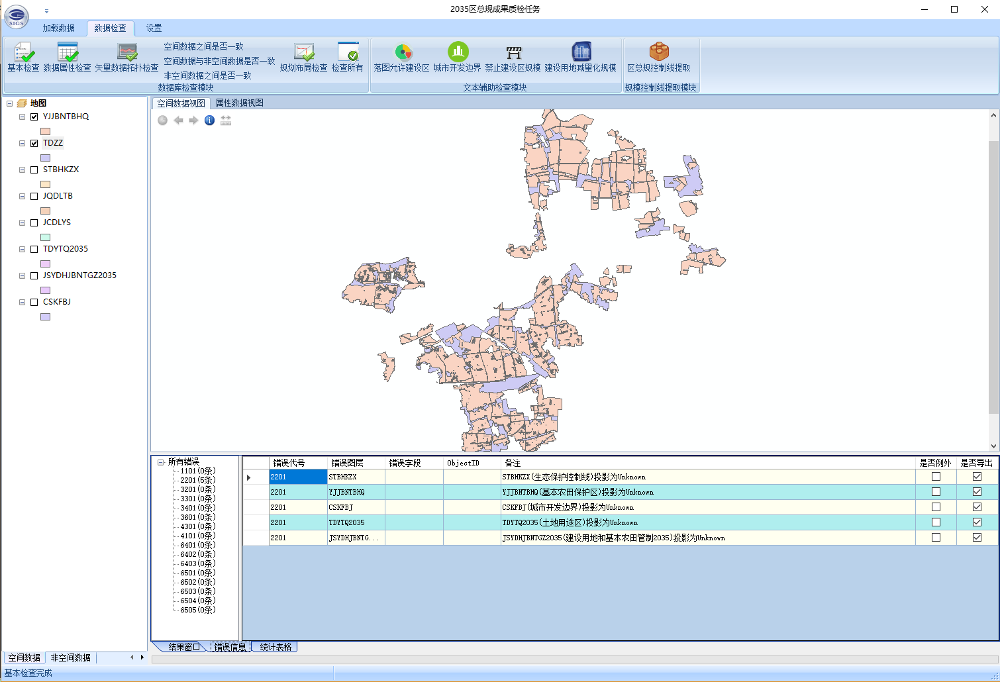 2035区总规成果质检任务
SIGS
加载数据 数据检查 设置
基本检查 数据属性检查 矢量数据拓扑检查
空间数据之间是否一致
空间数据与非空间数据是否一致
非空间数据之间是否一致
规划布局检查 检查所有
数据库检查模块
落图允许建设区 城市开发边界 禁止建设区规模 建设用地减量化规模
文本辅助检查模块
区总规控制线提取
规模控制线提取模块
地图
YJJBNTBHQ
TDZZ
STBHKZX
JQDLTB
JCDLYS
TDYTQ2035
JSYDHJBNTGZ2035
CSKFBJ
空间数据 非空间数据
空间数据视图 属性数据视图
所有错误
1101(0条)
2201(5条)
3201(0条)
3301(0条)
3401(0条)
3601(0条)
4301(0条)
4101(0条)
6401(0条)
6402(0条)
6403(0条)
6501(0条)
6502(0条)
6503(0条)
6504(0条)
6505(0条)
错误代号 错误图层 错误字段 ObjectID 备注 是否例外 是否导出
2201 STBHKZX STBHKZX(生态保护控制线)投影为Unknown
2201 YJJBNTBHQ YJJBNTBHQ(基本农田保护区)投影为Unknown
2201 CSKFBJ CSKFBJ(城市开发边界)投影为Unknown
2201 TDYTQ2035 TDYTQ2035(土地用途区)投影为Unknown
2201 JSYDHJBNTG... JSYDHJBNTGZ2035(建设用地和基本农田管制2035)投影为Unknown
结果窗口 错误信息 统计表格
基本检查完成